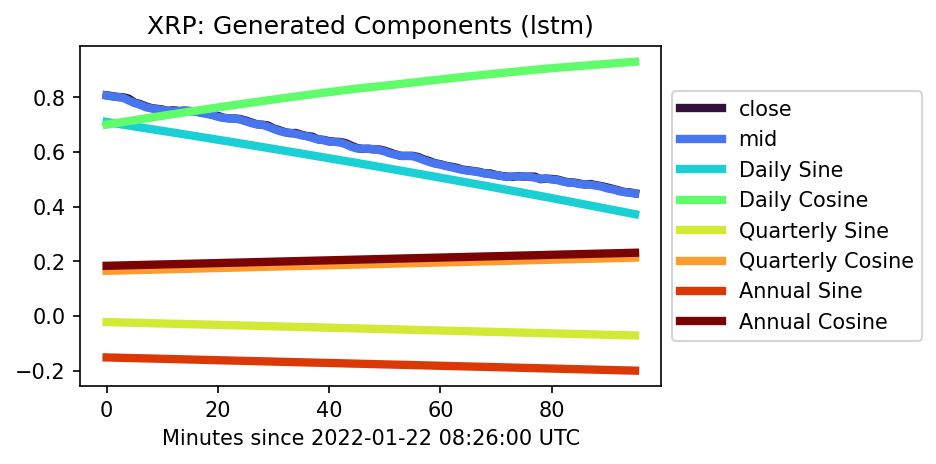 XRP: Generated Components (lstm)
0.8
0.6
0.4
0.2
0.0
−0.2
0 20 40 60 80
Minutes since 2022-01-22 08:26:00 UTC
close
mid
Daily Sine
Daily Cosine
Quarterly Sine
Quarterly Cosine
Annual Sine
Annual Cosine